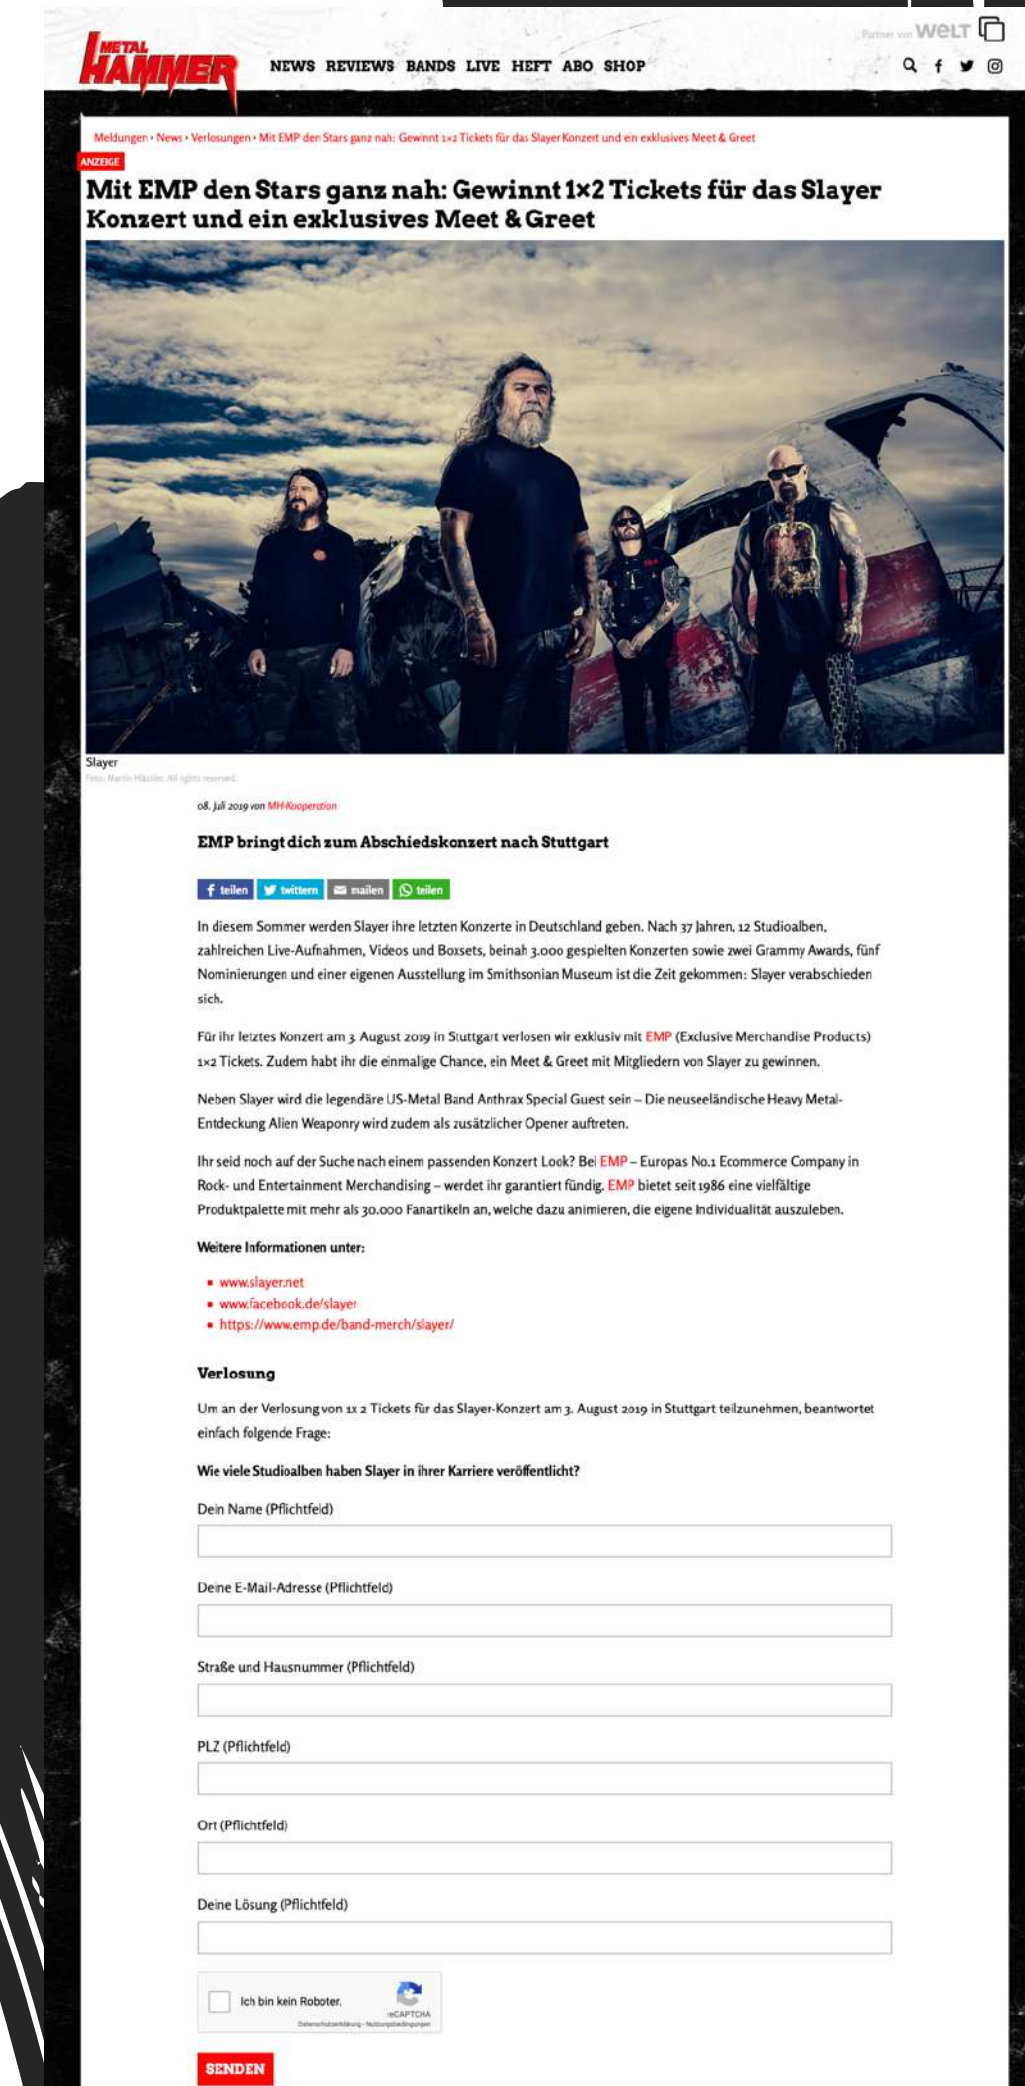 METAL
HAMMER
NEWS REVIEWS BANDS LIVE HEFT ABO SHOP
Partner von WELT
Meldungen › News › Verlosungen › Mit EMP den Stars ganz nah: Gewinnt 1×2 Tickets für das Slayer Konzert und ein exklusives Meet & Greet
ANZEIGE
Mit EMP den Stars ganz nah: Gewinnt 1×2 Tickets für das Slayer
Konzert und ein exklusives Meet & Greet
Slayer
Foto: Martin Häusler. All rights reserved.
08. Juli 2019 von MH-Kooperation
EMP bringt dich zum Abschiedskonzert nach Stuttgart
teilen twittern mailen teilen
In diesem Sommer werden Slayer ihre letzten Konzerte in Deutschland geben. Nach 37 Jahren, 12 Studioalben,
zahlreichen Live-Aufnahmen, Videos und Boxsets, beinah 3.000 gespielten Konzerten sowie zwei Grammy Awards, fünf
Nominierungen und einer eigenen Ausstellung im Smithsonian Museum ist die Zeit gekommen: Slayer verabschieden
sich.
Für ihr letztes Konzert am 3. August 2019 in Stuttgart verlosen wir exklusiv mit EMP (Exclusive Merchandise Products)
1×2 Tickets. Zudem habt ihr die einmalige Chance, ein Meet & Greet mit Mitgliedern von Slayer zu gewinnen.
Neben Slayer wird die legendäre US-Metal Band Anthrax Special Guest sein – Die neuseeländische Heavy Metal-
Entdeckung Alien Weaponry wird zudem als zusätzlicher Opener auftreten.
Ihr seid noch auf der Suche nach einem passenden Konzert Look? Bei EMP – Europas No.1 Ecommerce Company in
Rock- und Entertainment Merchandising – werdet ihr garantiert fündig. EMP bietet seit 1986 eine vielfältige
Produktpalette mit mehr als 30.000 Fanartikeln an, welche dazu animieren, die eigene Individualität auszuleben.
Weitere Informationen unter:
www.slayer.net
www.facebook.de/slayer
https://www.emp.de/band-merch/slayer/
Verlosung
Um an der Verlosung von 1x 2 Tickets für das Slayer-Konzert am 3. August 2019 in Stuttgart teilzunehmen, beantwortet
einfach folgende Frage:
Wie viele Studioalben haben Slayer in ihrer Karriere veröffentlicht?
Dein Name (Pflichtfeld)
Deine E-Mail-Adresse (Pflichtfeld)
Straße und Hausnummer (Pflichtfeld)
PLZ (Pflichtfeld)
Ort (Pflichtfeld)
Deine Lösung (Pflichtfeld)
Ich bin kein Roboter.
reCAPTCHA
Datenschutzerklärung - Nutzungsbedingungen
SENDEN